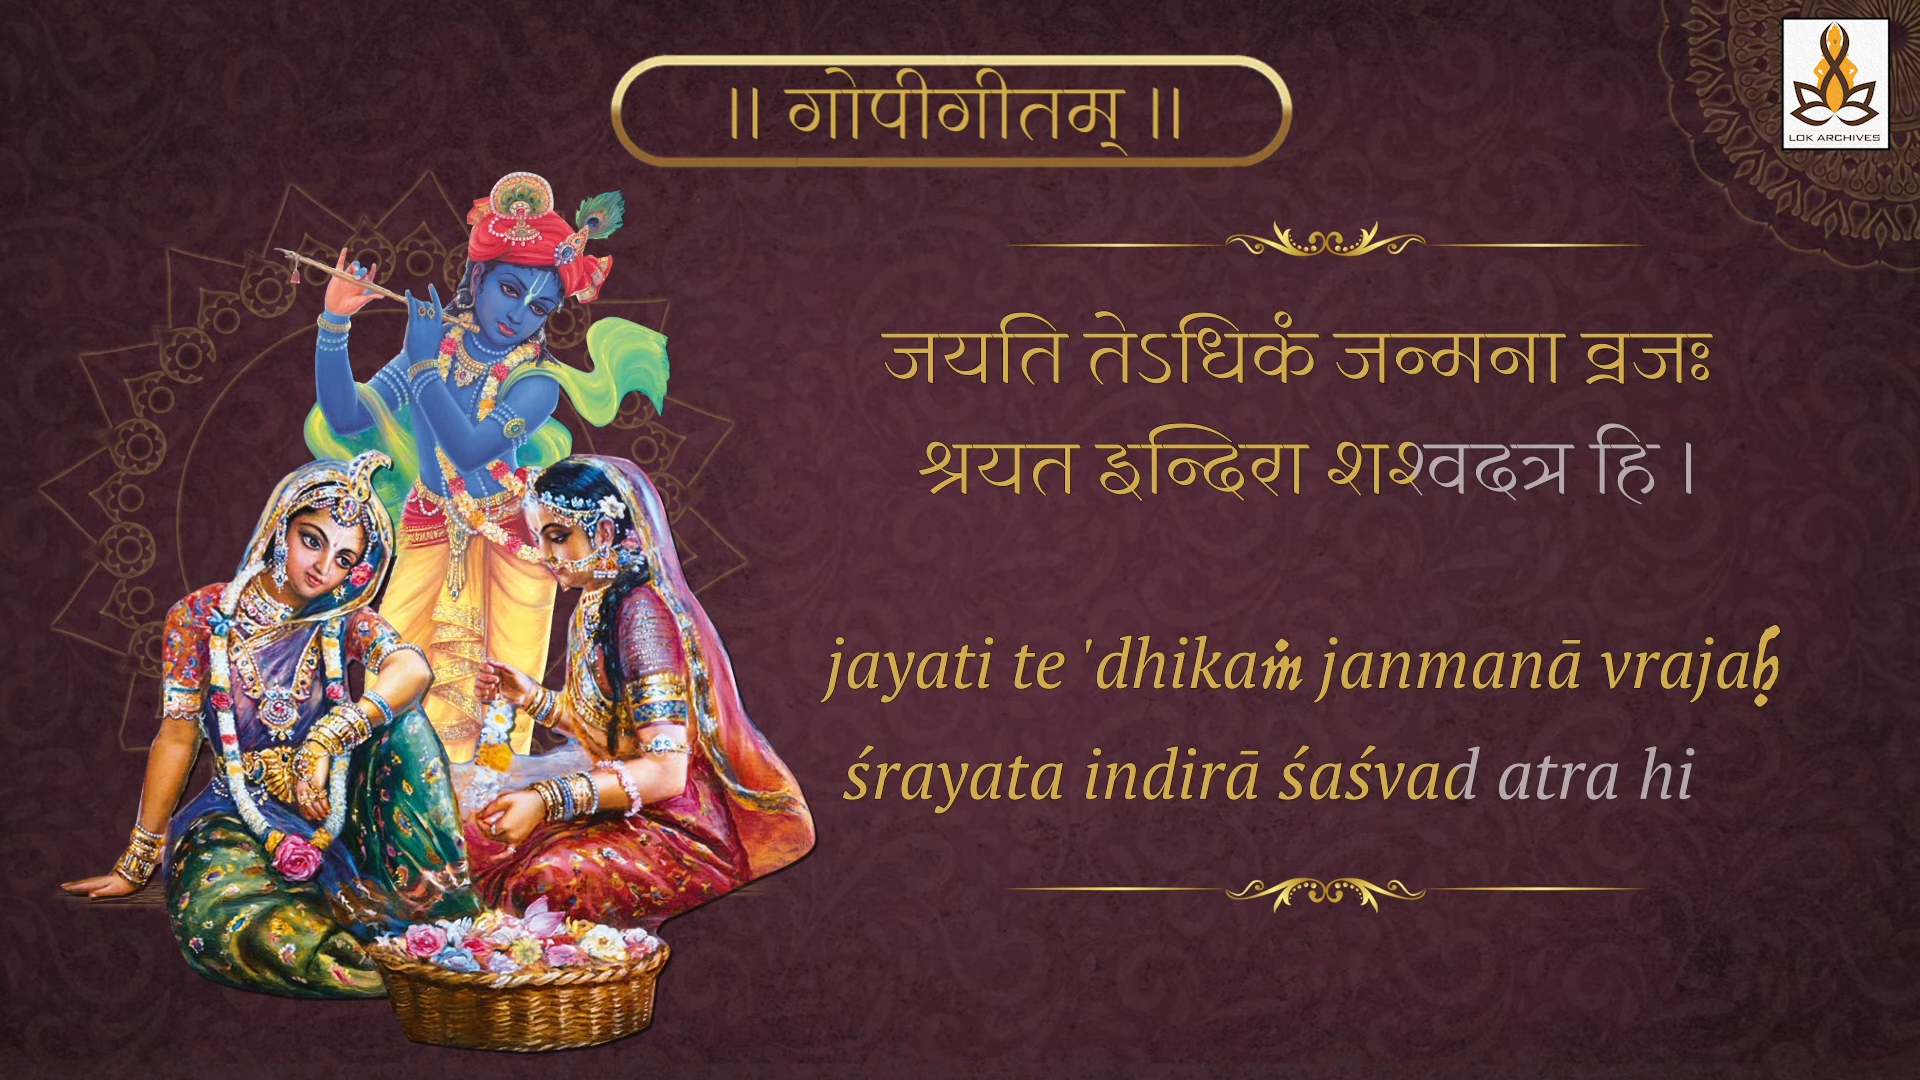 ॥ गोपीगीतम् ॥
LOK ARCHIVES
जयति तेऽधिकं जन्मना व्रजः
श्रयत इन्दिरा शश्वदत्र हि ।
jayati te 'dhikaṁ janmanā vrajaḥ
śrayata indirā śaśvad atra hi